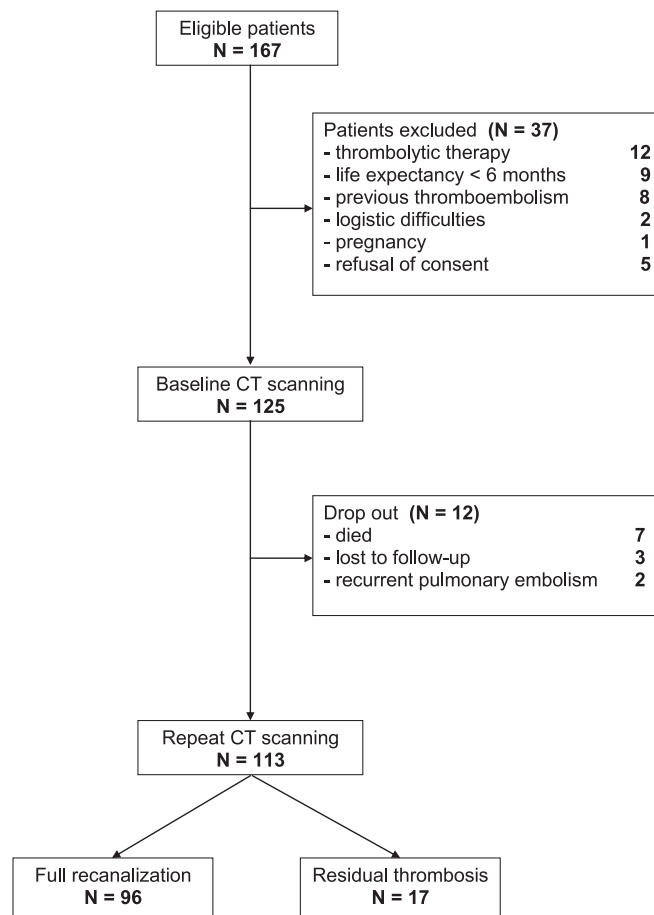 Eligible patients
N = 167
Patients excluded (N = 37)
- thrombolytic therapy 12
- life expectancy < 6 months 9
- previous thromboembolism 8
- logistic difficulties 2
- pregnancy 1
- refusal of consent 5
Baseline CT scanning
N = 125
Drop out (N = 12)
- died 7
- lost to follow-up 3
- recurrent pulmonary embolism 2
Repeat CT scanning
N = 113
Full recanalization
N = 96
Residual thrombosis
N = 17